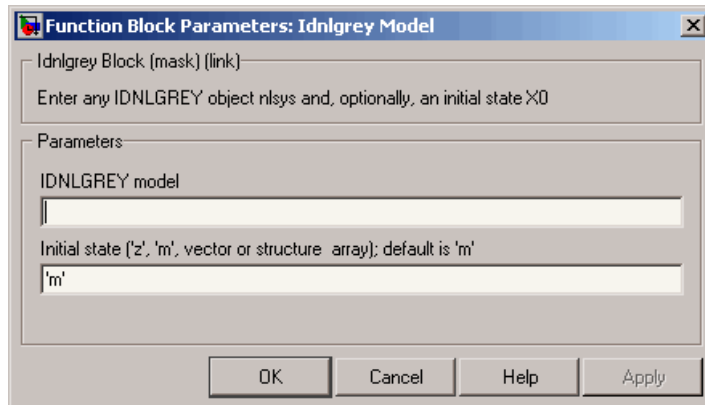 Function Block Parameters: Idnlgrey Model
Idnlgrey Block (mask) (link)
Enter any IDNLGREY object nlsys and, optionally, an initial state X0
Parameters
IDNLGREY model
Initial state ('z', 'm', vector or structure array); default is 'm'
'm'
OK Cancel Help Apply